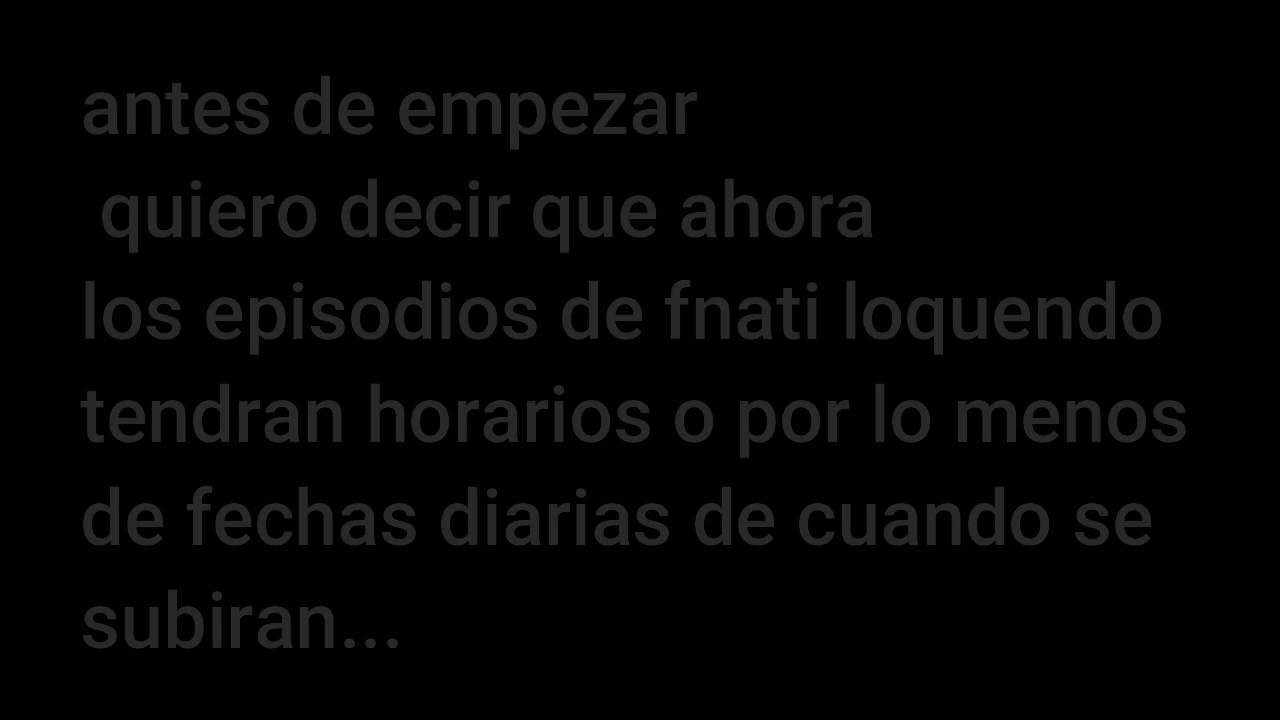 antes de empezar
quiero decir que ahora
los episodios de fnati loquendo
tendran horarios o por lo menos
de fechas diarias de cuando se
subiran...